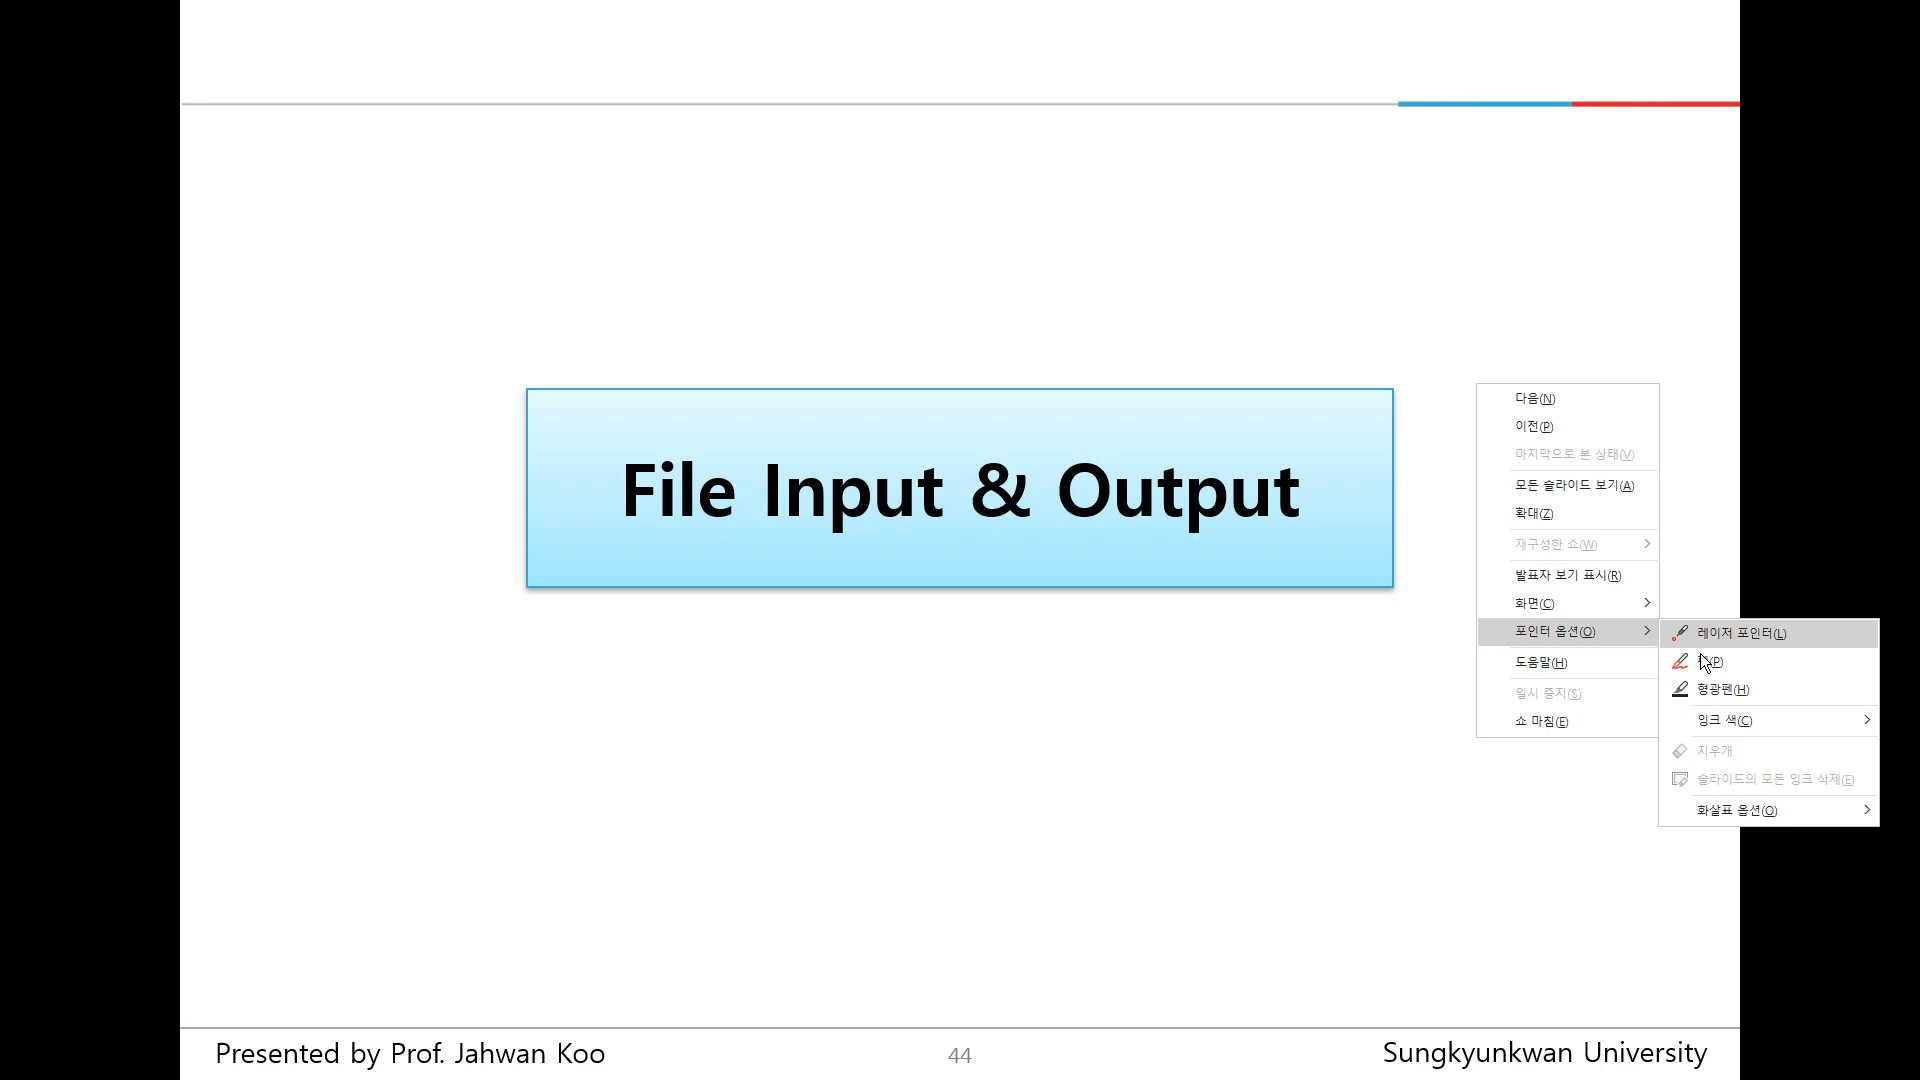 File Input & Output
다음(N)
이전(P)
마지막으로 본 상태(V)
모든 슬라이드 보기(A)
확대(Z)
재구성한 쇼(W)
발표자 보기 표시(R)
화면(C)
포인터 옵션(O)
도움말(H)
일시 중지(S)
쇼 마침(E)
레이저 포인터(L)
(P)
형광펜(H)
잉크 색(C)
지우개
슬라이드의 모든 잉크 삭제(E)
화살표 옵션(O)
Presented by Prof. Jahwan Koo
44
Sungkyunkwan University